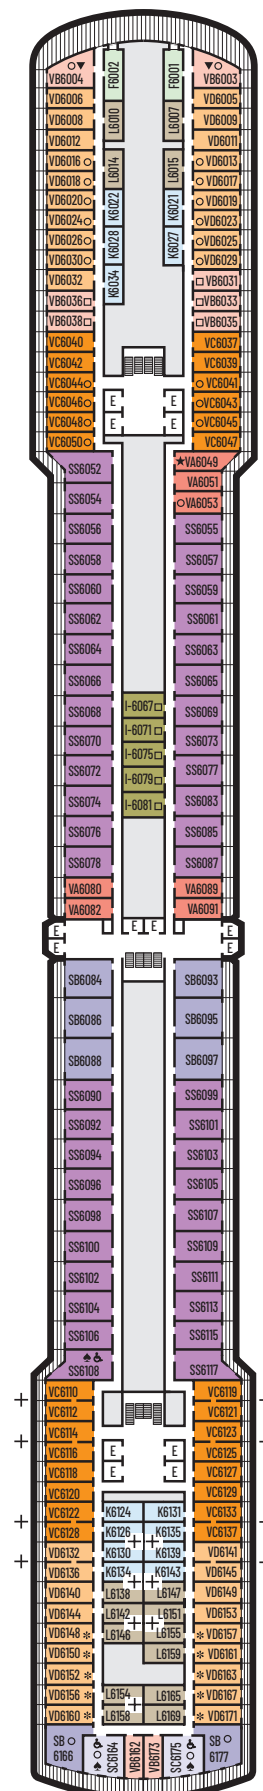 VB6004 ○▼ F6002 F6001 ▼○ VB6003
VD6006 VD6005
VD6008 L6010 L6007 VD6009
VD6012 VD6011
VD6016○ L6014 L6015 ○VD6013
VD6018○ ○VD6017
VD6020○ K6022 K6021 ○VD6019
VD6024○ ○VD6023
VD6026○ K6028 K6027 ○VD6025
VD6030○ ○VD6029
VD6032 K6034 □VB6031
VB6036□ □VB6033
VB6038□ □VB6035
VC6040 VC6037
VC6042 VC6039
VC6044○ ○VC6041
VC6046○ E E ○VC6043
VC6048○ E E ○VC6045
VC6050○ VC6047
SS6052 ★VA6049
VA6051
SS6054 ○VA6053
SS6056 SS6055
SS6058 SS6057
SS6060 SS6059
SS6062 SS6061
SS6064 SS6063
SS6066 SS6065
SS6068 I-6067□ SS6069
SS6070 I-6071□ SS6073
SS6072 I-6075□ SS6077
SS6074 I-6079□ SS6083
I-6081□
SS6076 SS6085
SS6078 SS6087
VA6080 VA6089
VA6082 VA6091
E E E E
E E
SB6084 SB6093
SB6086 SB6095
SB6088 SB6097
SS6090 SS6099
SS6092 SS6101
SS6094 SS6103
SS6096 SS6105
SS6098 SS6107
SS6100 SS6109
SS6102 SS6111
SS6104 SS6113
SS6106 SS6115
♠♿
SS6108 SS6117
VC6110 VC6119
VC6112 VC6121
VC6114 VC6123
VC6116 E E VC6125
VC6118 E E VC6127
VC6120 VC6129
VC6122 K6124 K6131 VC6133
VC6128 K6126 K6135 VC6137
VD6132 K6130 K6139 VD6141
VD6136 K6134 K6143 VD6145
VD6140 L6138 L6147 VD6149
VD6144 L6142 L6151 VD6153
VD6148* L6146 L6155 *VD6157
VD6150* L6159 *VD6161
VD6152* *VD6163
VD6156* L6154 L6165 *VD6167
VD6160* L6158 L6169 *VD6171
SB○ 6166 ♠○♿ SC6164 VB6162 VB6173 SC6175 ♠○♿ SB○ 6177